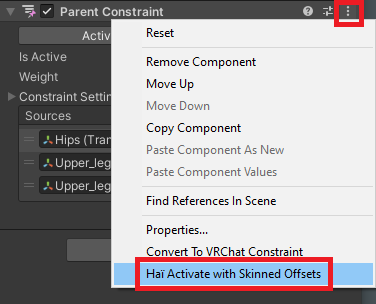 Parent Constraint
Activ
Is Active
Weight
Constraint Settin
Sources
Hips (Tran
Upper_leg
Upper_leg
Reset
Remove Component
Move Up
Move Down
Copy Component
Paste Component As New
Paste Component Values
Find References In Scene
Properties...
Convert To VRChat Constraint
Haï Activate with Skinned Offsets